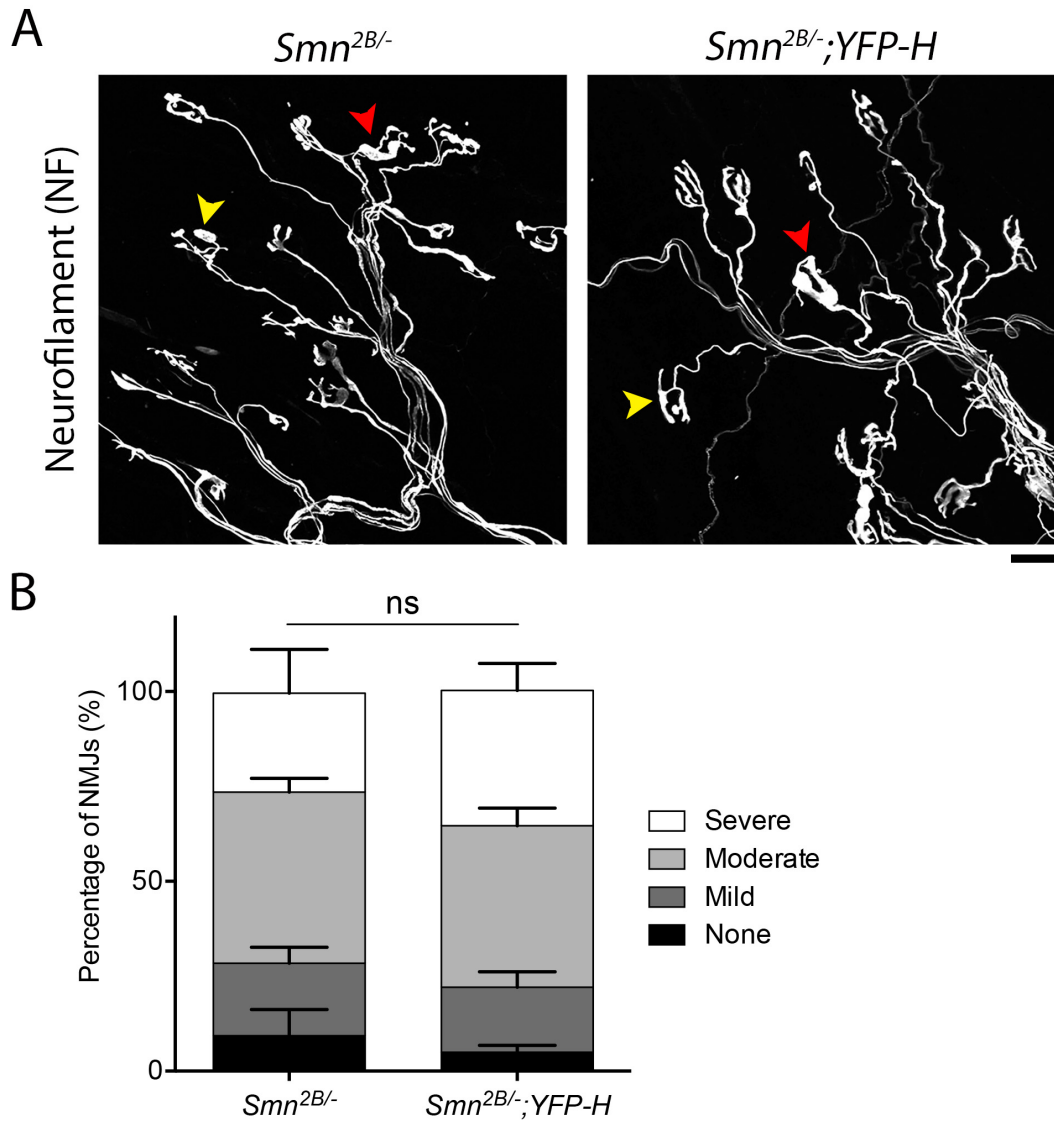 A
Smn2B/-
Smn2B/-;YFP-H
Neurofilament (NF)
B
ns
Percentage of NMJs (%)
100
50
0
Severe
Moderate
Mild
None
Smn2B/-
Smn2B/-;YFP-H